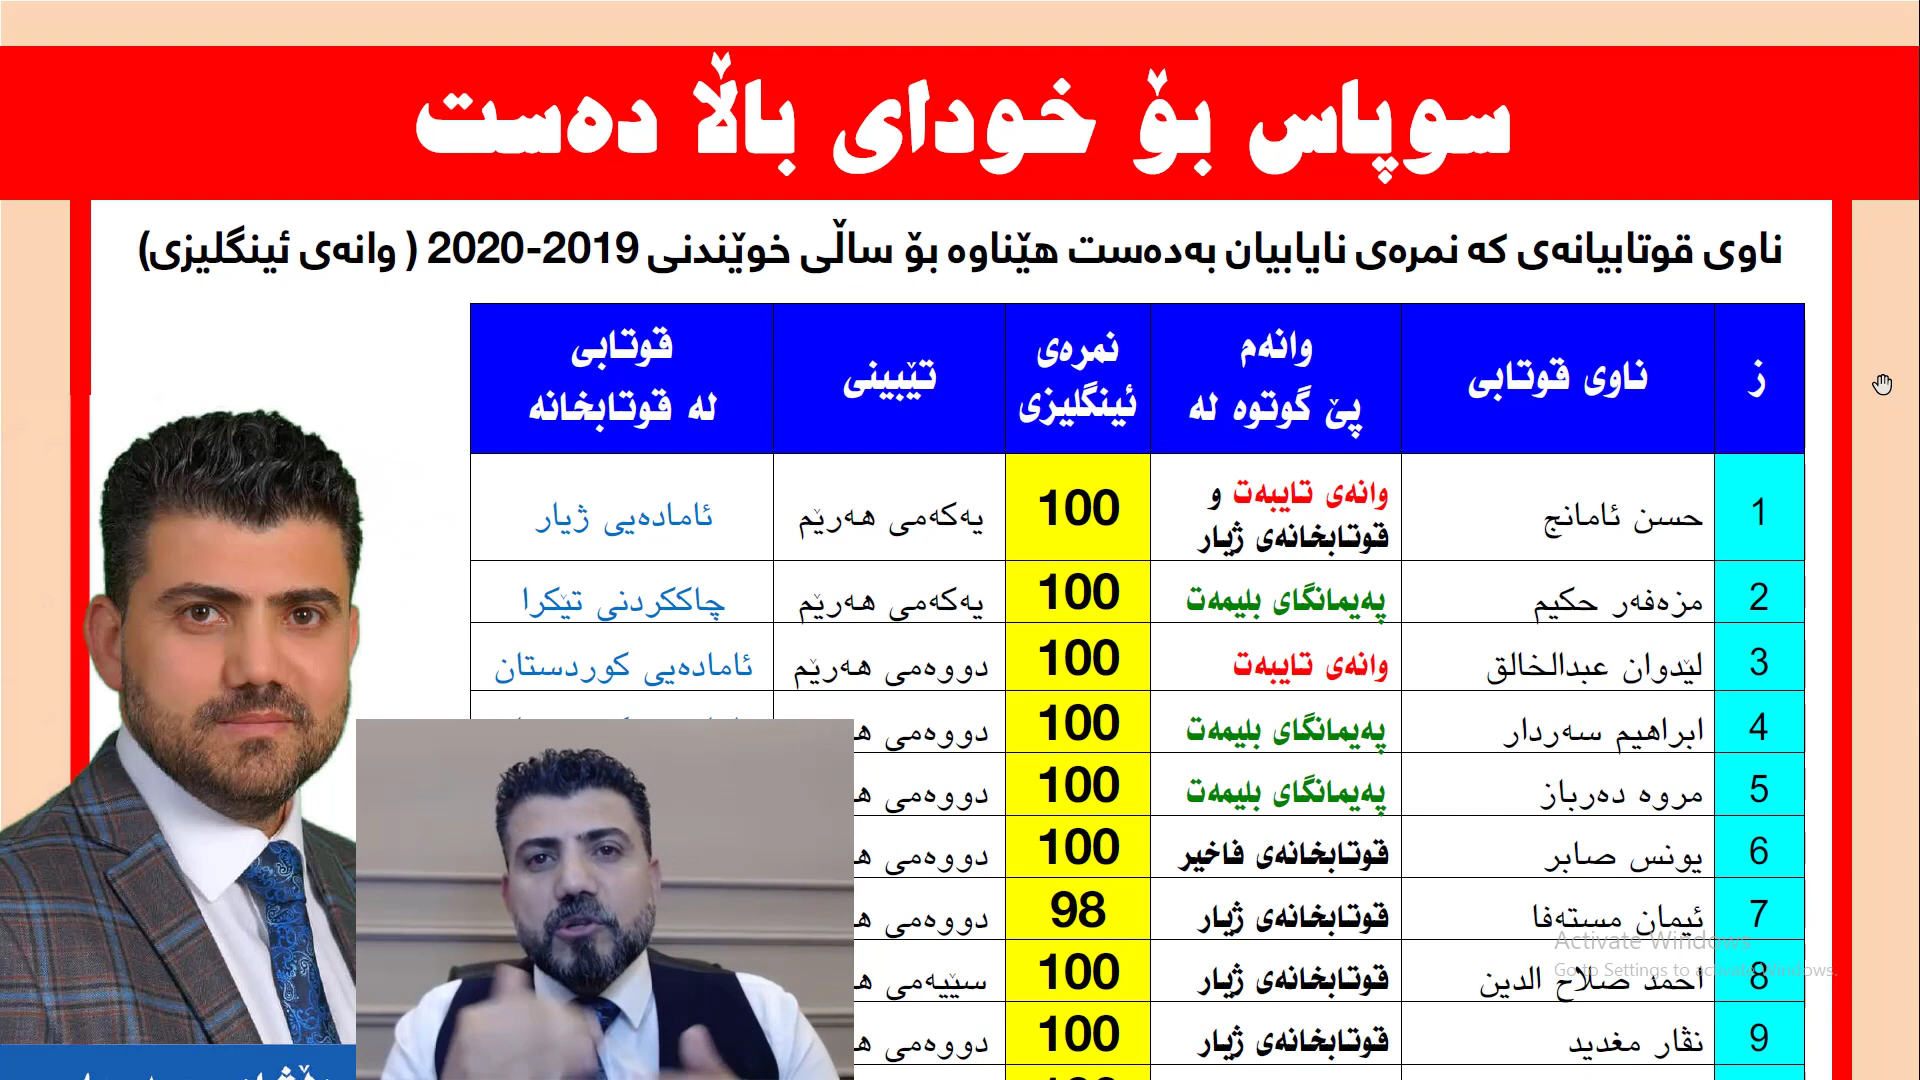 سوپاس بۆ خودای باڵا دەست
ناوی قوتابیانەی کە نمرەی نایابیان بەدەست هێناوە بۆ ساڵی خوێندنی 2019-2020 ( وانەی ئینگلیزی)
ز ناوی قوتابی وانەم پێ گوتوە لە نمرەی ئینگلیزی تێبینی قوتابی لە قوتابخانە
1 حسن ئامانج وانەی تایبەت و قوتابخانەی ژیار 100 یەکەمی هەرێم ئامادەیی ژیار
2 مزەفەر حکیم پەیمانگای بلیمەت 100 یەکەمی هەرێم چاککردنی تێکرا
3 لێدوان عبدالخالق وانەی تایبەت 100 دووەمی هەرێم ئامادەیی کوردستان
4 ابراهیم سەردار پەیمانگای بلیمەت 100 دووەمی
5 مروە دەرباز پەیمانگای بلیمەت 100 دووەمی
6 یونس صابر قوتابخانەی فاخیر 100 دووەمی
7 ئیمان مستەفا قوتابخانەی ژیار 98 دووەمی
8 احمد صلاح الدین قوتابخانەی ژیار 100 سێیەمی
9 نڤار مغدید قوتابخانەی ژیار 100 دووەمی
Activate Windows
Go to Settings to activate Windows.